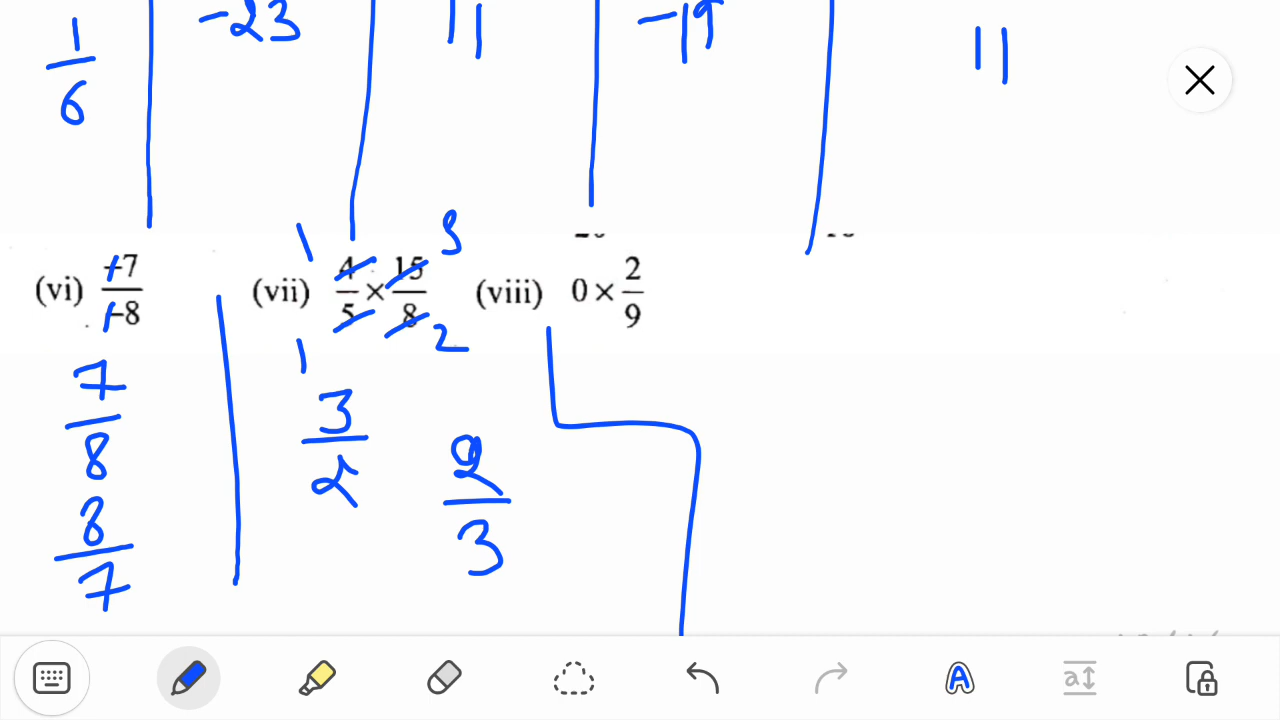 1/6 -23 11 -19 11
(vi) -7/-8 (vii) 4/5 × 15/8 (viii) 0 × 2/9
1 3
1 2
7/8 3/2 2/3
8/7